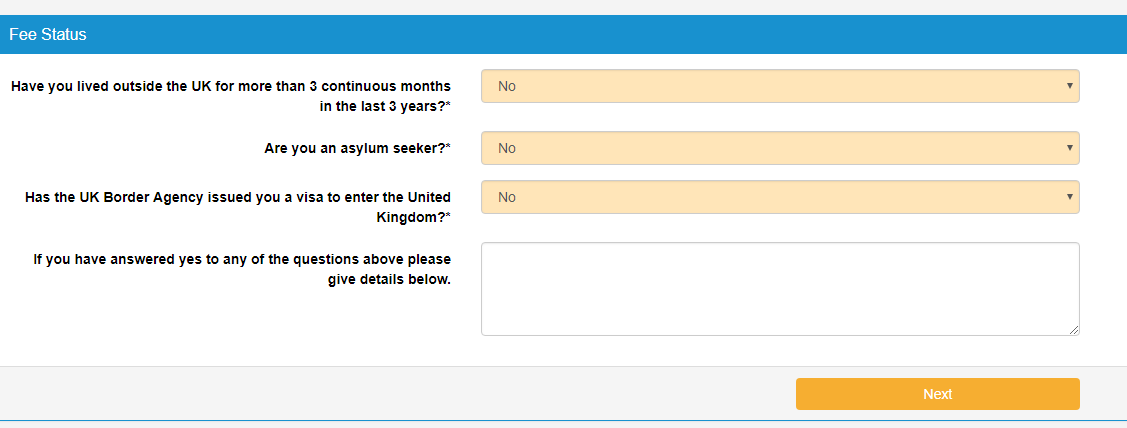 Fee Status
Have you lived outside the UK for more than 3 continuous months
in the last 3 years?*
No
Are you an asylum seeker?*
No
Has the UK Border Agency issued you a visa to enter the United
Kingdom?*
No
If you have answered yes to any of the questions above please
give details below.
Next